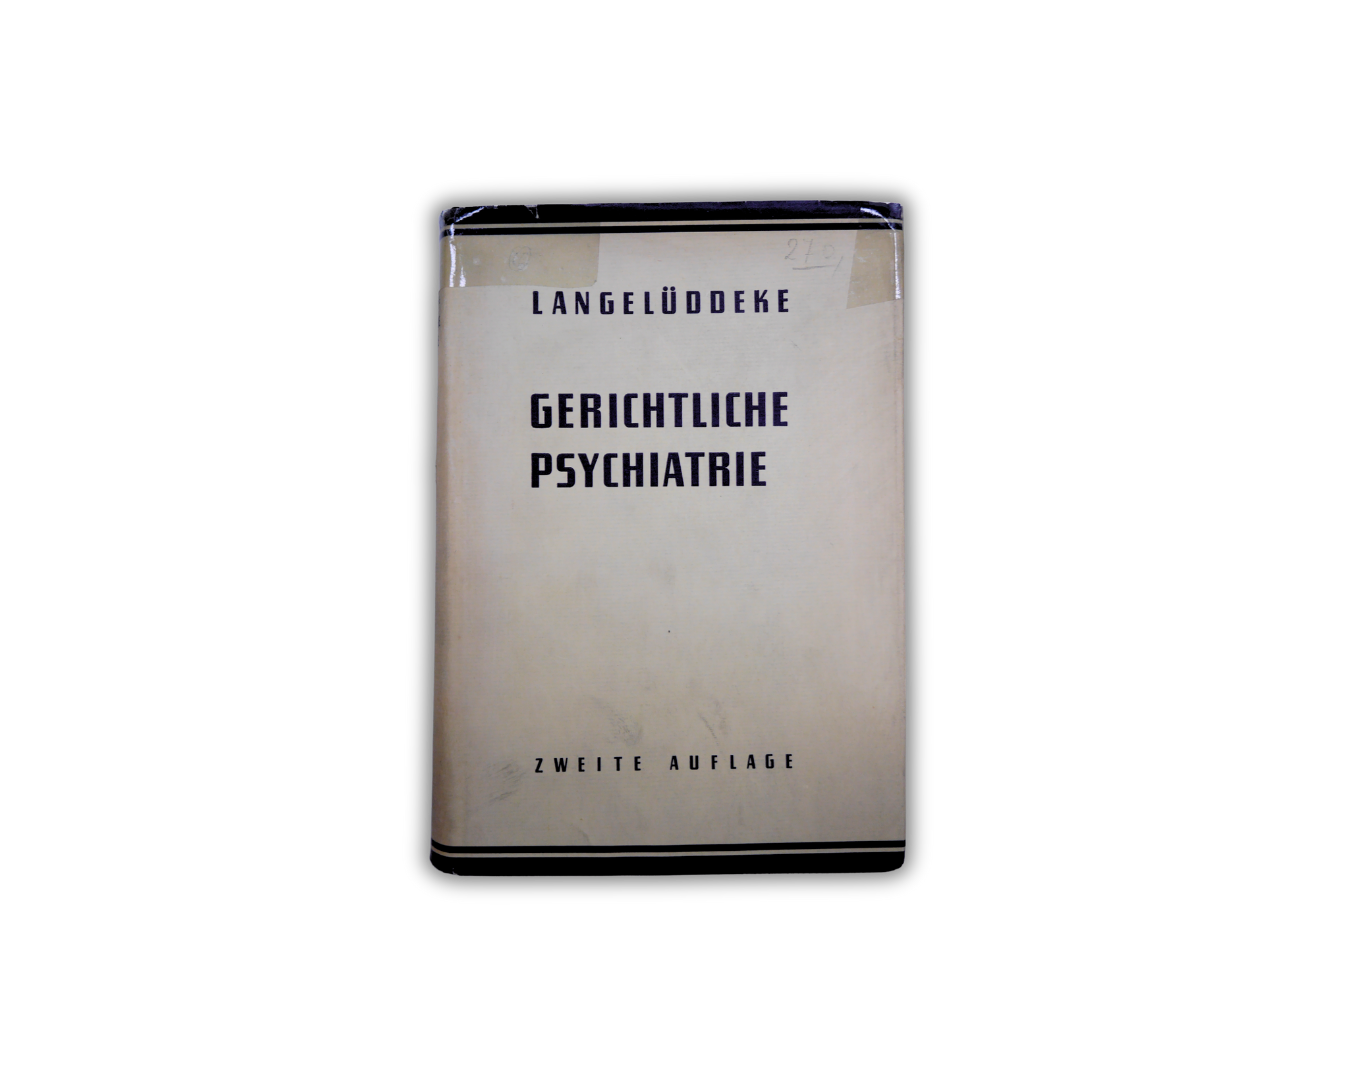 LANGELÜDDEKE
GERICHTLICHE
PSYCHIATRIE
ZWEITE AUFLAGE